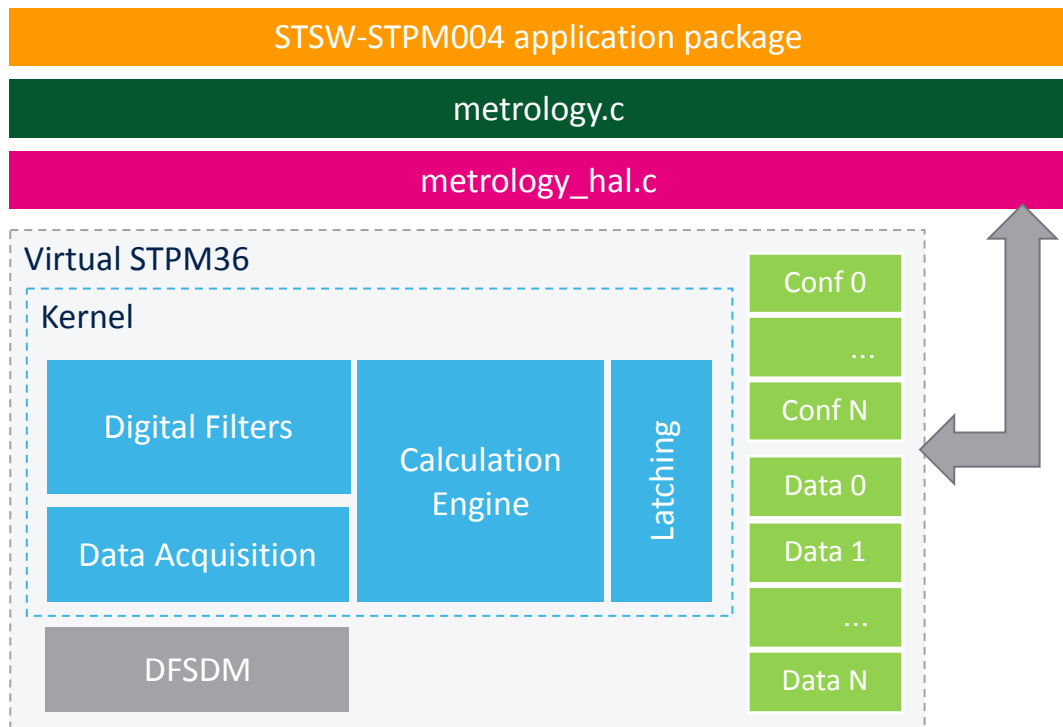 STSW-STPM004 application package
metrology.c
metrology_hal.c
Virtual STPM36
Kernel
Digital Filters
Data Acquisition
Calculation
Engine
Latching
DFSDM
Conf 0
...
Conf N
Data 0
Data 1
...
Data N